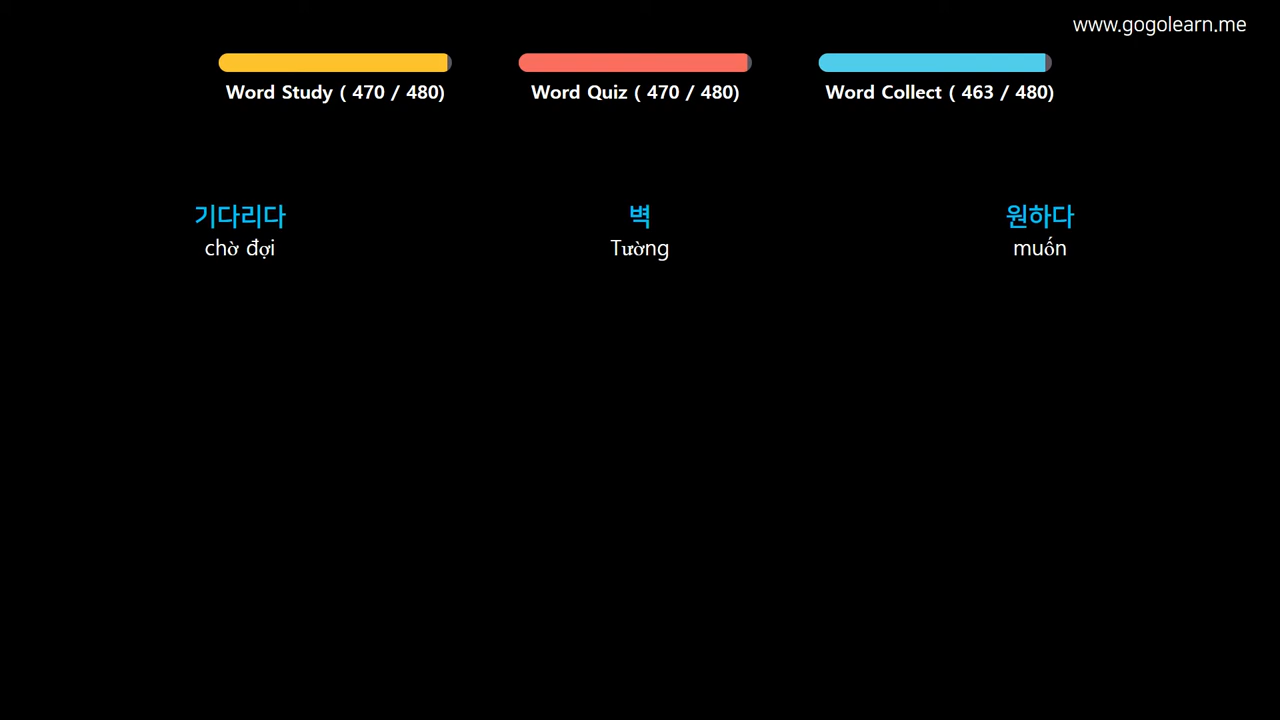 www.gogolearn.me
Word Study ( 470 / 480)
Word Quiz ( 470 / 480)
Word Collect ( 463 / 480)
기다리다
chờ đợi
벽
Tường
원하다
muốn